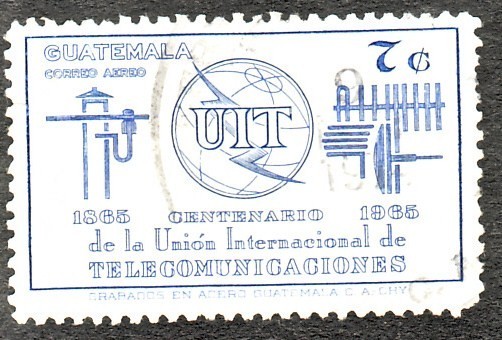 GUATEMALA 7 ¢
CORREO AEREO
UIT
1865 CENTENARIO 1965
de la Unión Internacional de
TELECOMUNICACIONES
GRABADOS EN ACERO GUATEMALA C. A.